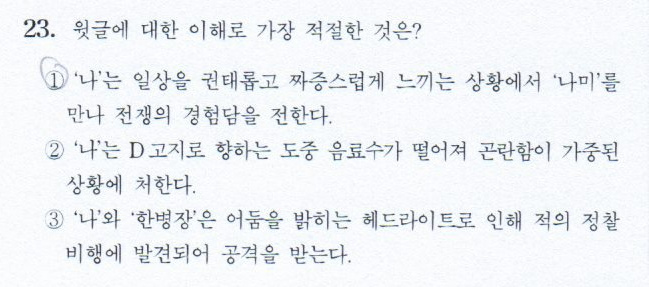 23. 윗글에 대한 이해로 가장 적절한 것은?
① ‘나’는 일상을 권태롭고 짜증스럽게 느끼는 상황에서 ‘나미’를
만나 전쟁의 경험담을 전한다.
② ‘나’는 D 고지로 향하는 도중 음료수가 떨어져 곤란함이 가중된
상황에 처한다.
③ ‘나’와 ‘한병장’은 어둠을 밝히는 헤드라이트로 인해 적의 정찰
비행에 발견되어 공격을 받는다.